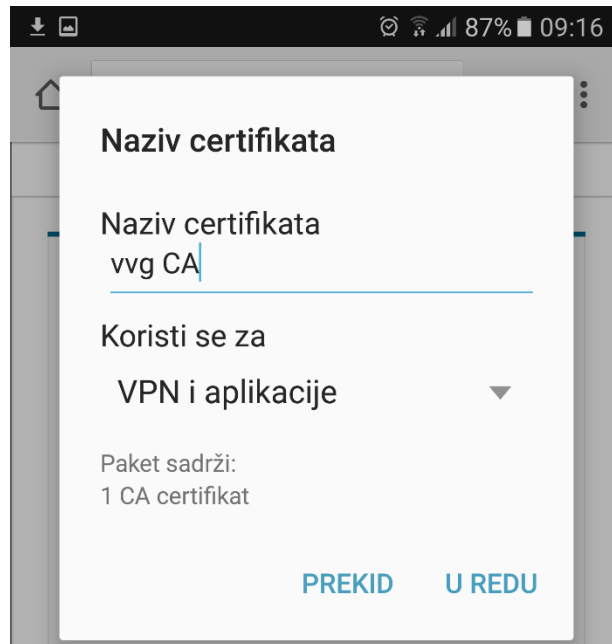 87% 09:16
Naziv certifikata
Naziv certifikata
vvg CA
Koristi se za
VPN i aplikacije
Paket sadrži:
1 CA certifikat
PREKID U REDU